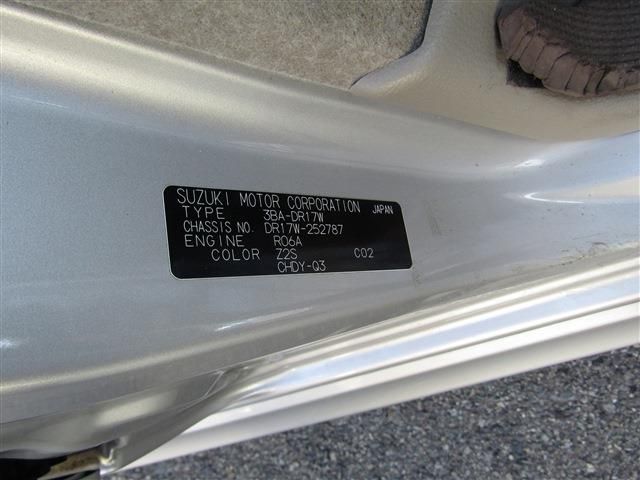 SUZUKI MOTOR CORPORATION JAPAN
TYPE 3BA-DR17W
CHASSIS NO. DR17W-252787
ENGINE R06A
COLOR Z2S C02
CHDY-Q3